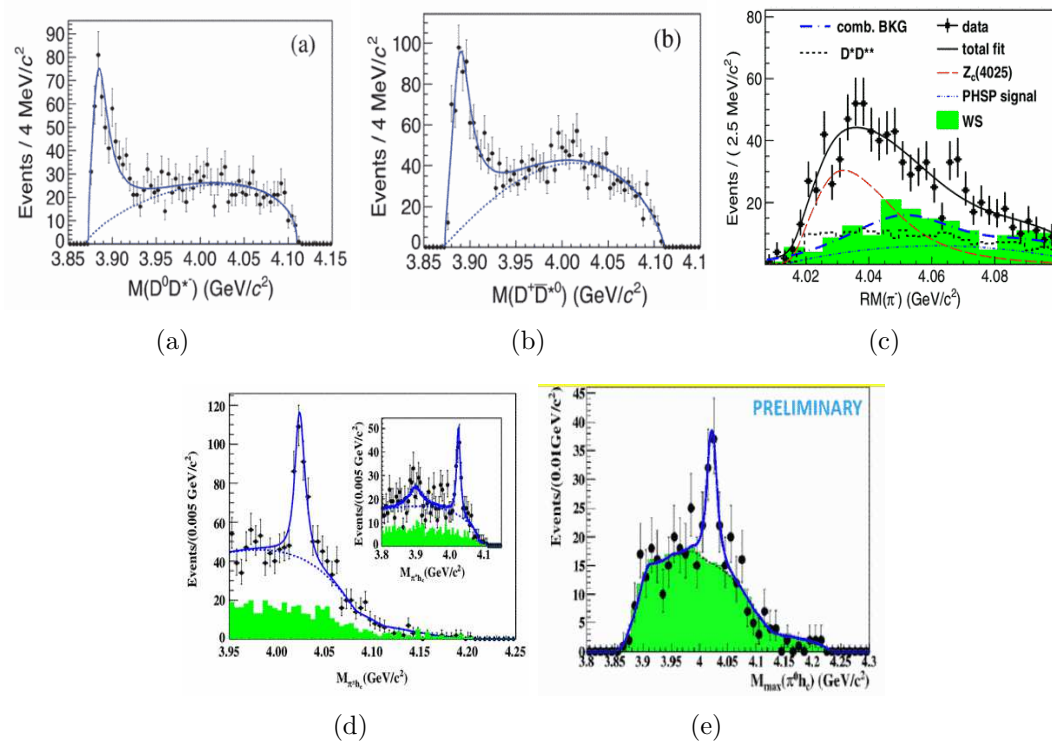 Events / 4 MeV/c²
90
80
70
60
50
40
30
20
10
0
(a)
3.85 3.90 3.95 4.00 4.05 4.10 4.15
M(D⁰D*⁻) (GeV/c²)
(a)
Events / 4 MeV/c²
100
80
60
40
20
0
(b)
3.85 3.90 3.95 4.00 4.05 4.10 4.1
M(D⁺D̅*⁰) (GeV/c²)
(b)
Events / ( 2.5 MeV/c²)
80
60
40
20
comb. BKG
D*D**
data
total fit
Z_c(4025)
PHSP signal
WS
4.02 4.04 4.06 4.08
RM(π⁻) (GeV/c²)
(c)
Events/(0.005 GeV/c²)
120
100
80
60
40
20
0
3.95 4.00 4.05 4.10 4.15 4.20 4.25
Events/(0.005 GeV/c²)
50
40
30
20
10
0
3.8 3.9 4.0 4.1
(GeV/c²)
(GeV/c²)
(d)
PRELIMINARY
Events/(0.01GeV/c²)
45
40
35
30
25
20
15
10
5
0
3.8 3.85 3.9 3.95 4 4.05 4.1 4.15 4.2 4.25 4.3
M_max(π⁰h_c) (GeV/c²)
(e)